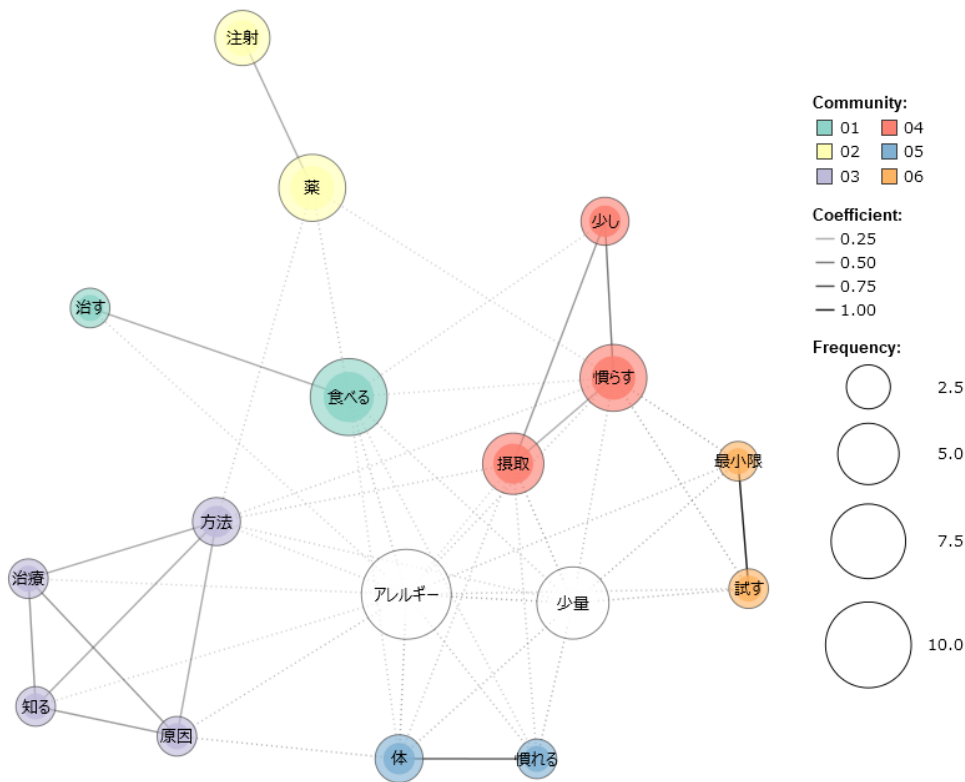 注射
薬
少し
治す
食べる
慣らす
摂取
最小限
方法
治療
アレルギー
少量
試す
知る
原因
体
慣れる
Community:
01 04
02 05
03 06
Coefficient:
0.25
0.50
0.75
1.00
Frequency:
2.5
5.0
7.5
10.0